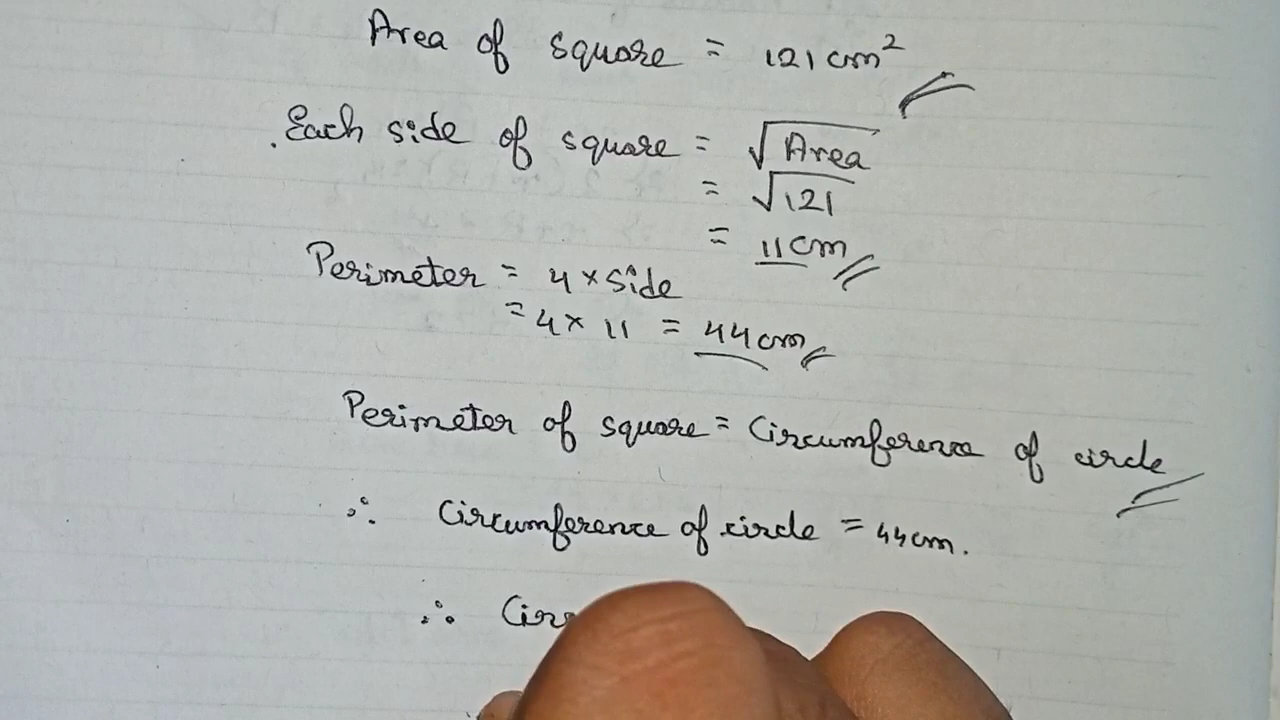 Area of square = 121 cm²
Each side of square = √Area
= √121
= 11cm
Perimeter = 4 × side
= 4 × 11 = 44cm
Perimeter of square = Circumference of circle
∴ Circumference of circle = 44cm.
∴